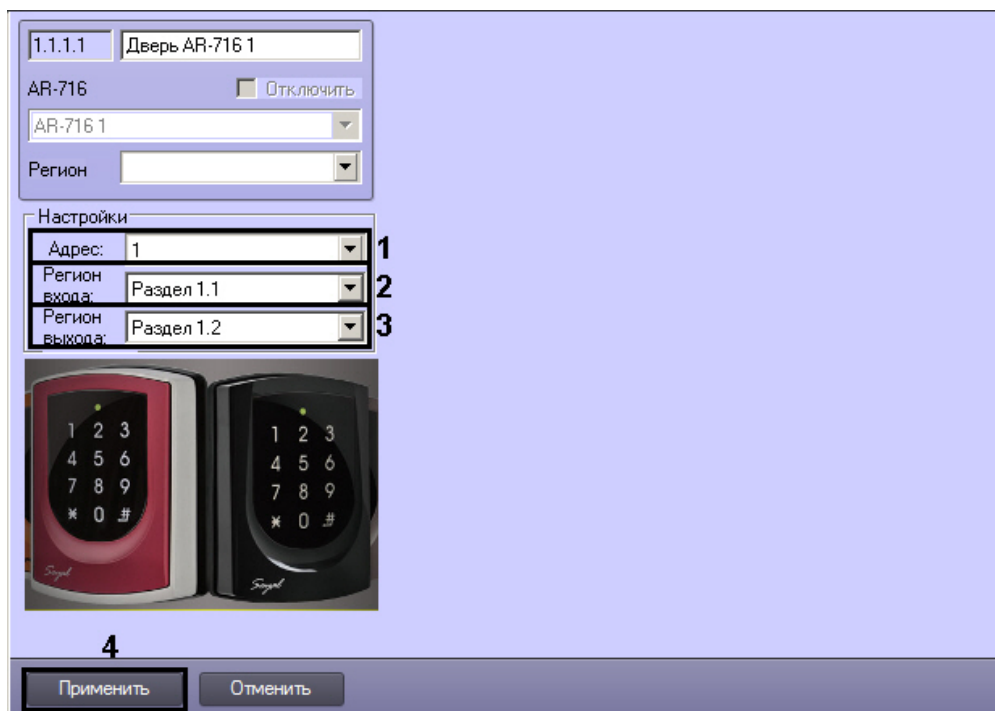 1.1.1.1 Дверь AR-716 1
AR-716 Отключить
AR-716 1
Регион
Настройки
Адрес: 1 1
Регион входа: Раздел 1.1 2
Регион выхода: Раздел 1.2 3
1 2 3 1 2 3
4 5 6 4 5 6
7 8 9 7 8 9
* 0 # * 0 #
Soyal Soyal
4
Применить Отменить